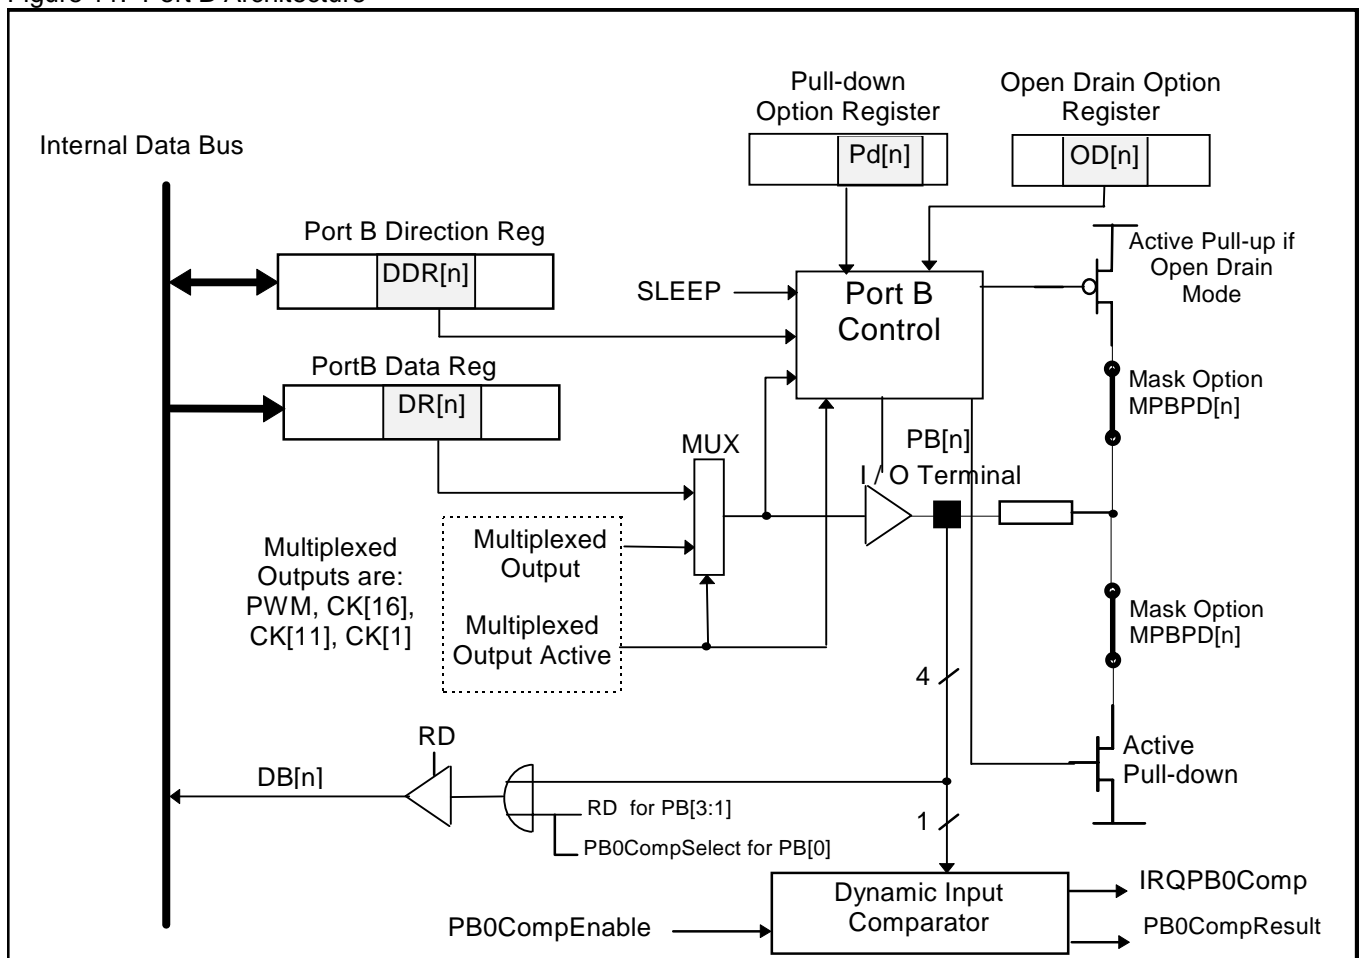 Pull-down
Option Register
Open Drain Option
Register
Pd[n]
OD[n]
Internal Data Bus
Port B Direction Reg
DDR[n]
SLEEP
Port B
Control
Active Pull-up if
Open Drain
Mode
PortB Data Reg
DR[n]
Mask Option
MPBPD[n]
MUX
PB[n]
I / O Terminal
Multiplexed
Outputs are:
PWM, CK[16],
CK[11], CK[1]
Multiplexed
Output
Multiplexed
Output Active
Mask Option
MPBPD[n]
4
RD
DB[n]
Active
Pull-down
RD for PB[3:1]
1
PB0CompSelect for PB[0]
Dynamic Input
Comparator
PB0CompEnable
IRQPB0Comp
PB0CompResult